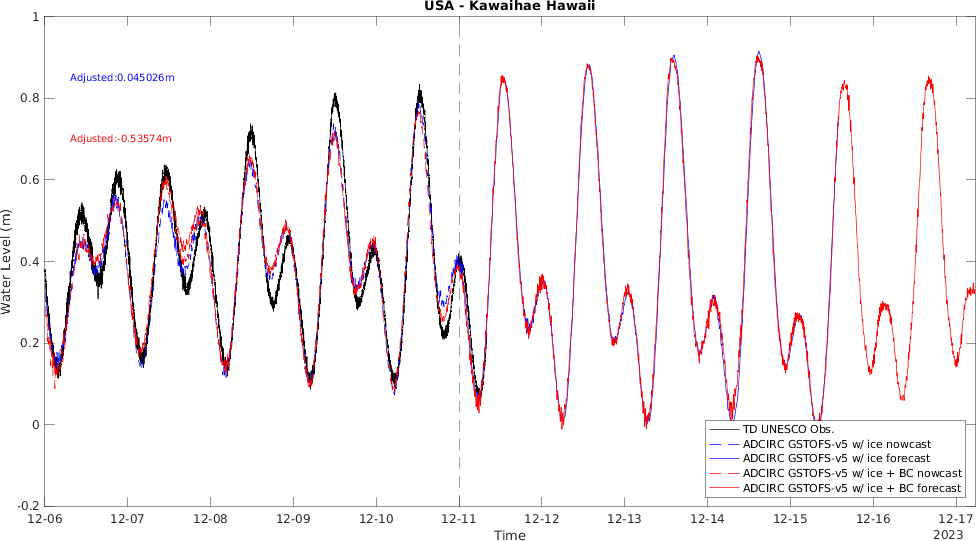 USA - Kawaihae Hawaii
1
0.8
0.6
0.4
0.2
0
-0.2
Water Level (m)
Adjusted:0.045026m
Adjusted:-0.53574m
TD UNESCO Obs.
ADCIRC GSTOFS-v5 w/ ice nowcast
ADCIRC GSTOFS-v5 w/ ice forecast
ADCIRC GSTOFS-v5 w/ ice + BC nowcast
ADCIRC GSTOFS-v5 w/ ice + BC forecast
12-06 12-07 12-08 12-09 12-10 12-11 12-12 12-13 12-14 12-15 12-16 12-17
Time
2023